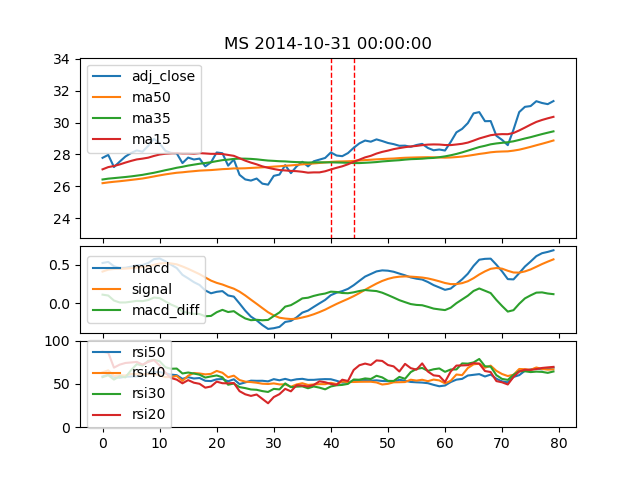 MS 2014-10-31 00:00:00
34
32
30
28
26
24
adj_close
ma50
ma35
ma15
0.5
0.0
macd
signal
macd_diff
100
50
0
rsi50
rsi40
rsi30
rsi20
0 10 20 30 40 50 60 70 80